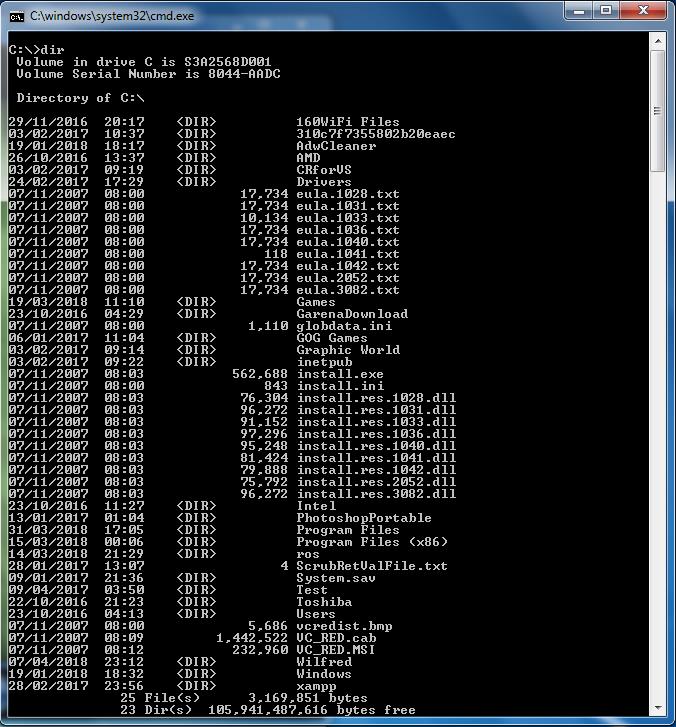 C:\windows\system32\cmd.exe
C:\>dir
 Volume in drive C is S3A2568D001
 Volume Serial Number is 8044-AADC
 Directory of C:\
29/11/2016  20:17    <DIR>          160WiFi Files
03/02/2017  10:37    <DIR>          310c7f7355802b20eaec
19/01/2018  18:17    <DIR>          AdwCleaner
26/10/2016  13:37    <DIR>          AMD
03/02/2017  09:19    <DIR>          CRforVS
24/02/2017  17:29    <DIR>          Drivers
07/11/2007  08:00            17,734 eula.1028.txt
07/11/2007  08:00            17,734 eula.1031.txt
07/11/2007  08:00            10,134 eula.1033.txt
07/11/2007  08:00            17,734 eula.1036.txt
07/11/2007  08:00            17,734 eula.1040.txt
07/11/2007  08:00               118 eula.1041.txt
07/11/2007  08:00            17,734 eula.1042.txt
07/11/2007  08:00            17,734 eula.2052.txt
07/11/2007  08:00            17,734 eula.3082.txt
19/03/2018  11:10    <DIR>          Games
23/10/2016  04:29    <DIR>          GarenaDownload
07/11/2007  08:00             1,110 globdata.ini
06/01/2017  11:04    <DIR>          GOG Games
03/02/2017  09:14    <DIR>          Graphic World
03/02/2017  09:22    <DIR>          inetpub
07/11/2007  08:03           562,688 install.exe
07/11/2007  08:00               843 install.ini
07/11/2007  08:03            76,304 install.res.1028.dll
07/11/2007  08:03            96,272 install.res.1031.dll
07/11/2007  08:03            91,152 install.res.1033.dll
07/11/2007  08:03            97,296 install.res.1036.dll
07/11/2007  08:03            95,248 install.res.1040.dll
07/11/2007  08:03            81,424 install.res.1041.dll
07/11/2007  08:03            79,888 install.res.1042.dll
07/11/2007  08:03            75,792 install.res.2052.dll
07/11/2007  08:03            96,272 install.res.3082.dll
23/10/2016  11:27    <DIR>          Intel
13/01/2017  01:04    <DIR>          PhotoshopPortable
31/03/2018  17:05    <DIR>          Program Files
15/03/2018  00:06    <DIR>          Program Files (x86)
14/03/2018  21:29    <DIR>          ros
28/01/2017  13:07                 4 ScrubRetValFile.txt
09/01/2017  21:36    <DIR>          System.sav
09/04/2017  03:50    <DIR>          Test
22/10/2016  21:23    <DIR>          Toshiba
23/10/2016  04:13    <DIR>          Users
07/11/2007  08:00             5,686 vcredist.bmp
07/11/2007  08:09         1,442,522 VC_RED.cab
07/11/2007  08:12           232,960 VC_RED.MSI
07/04/2018  23:12    <DIR>          Wilfred
19/01/2018  18:32    <DIR>          Windows
28/02/2017  23:56    <DIR>          xampp
              25 File(s)      3,169,851 bytes
              23 Dir(s)  105,941,487,616 bytes free